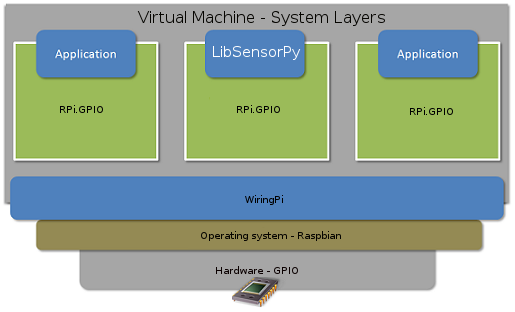 Virtual Machine - System Layers
Application
LibSensorPy
Application
RPi.GPIO
RPi.GPIO
RPi.GPIO
WiringPi
Operating system - Raspbian
Hardware - GPIO